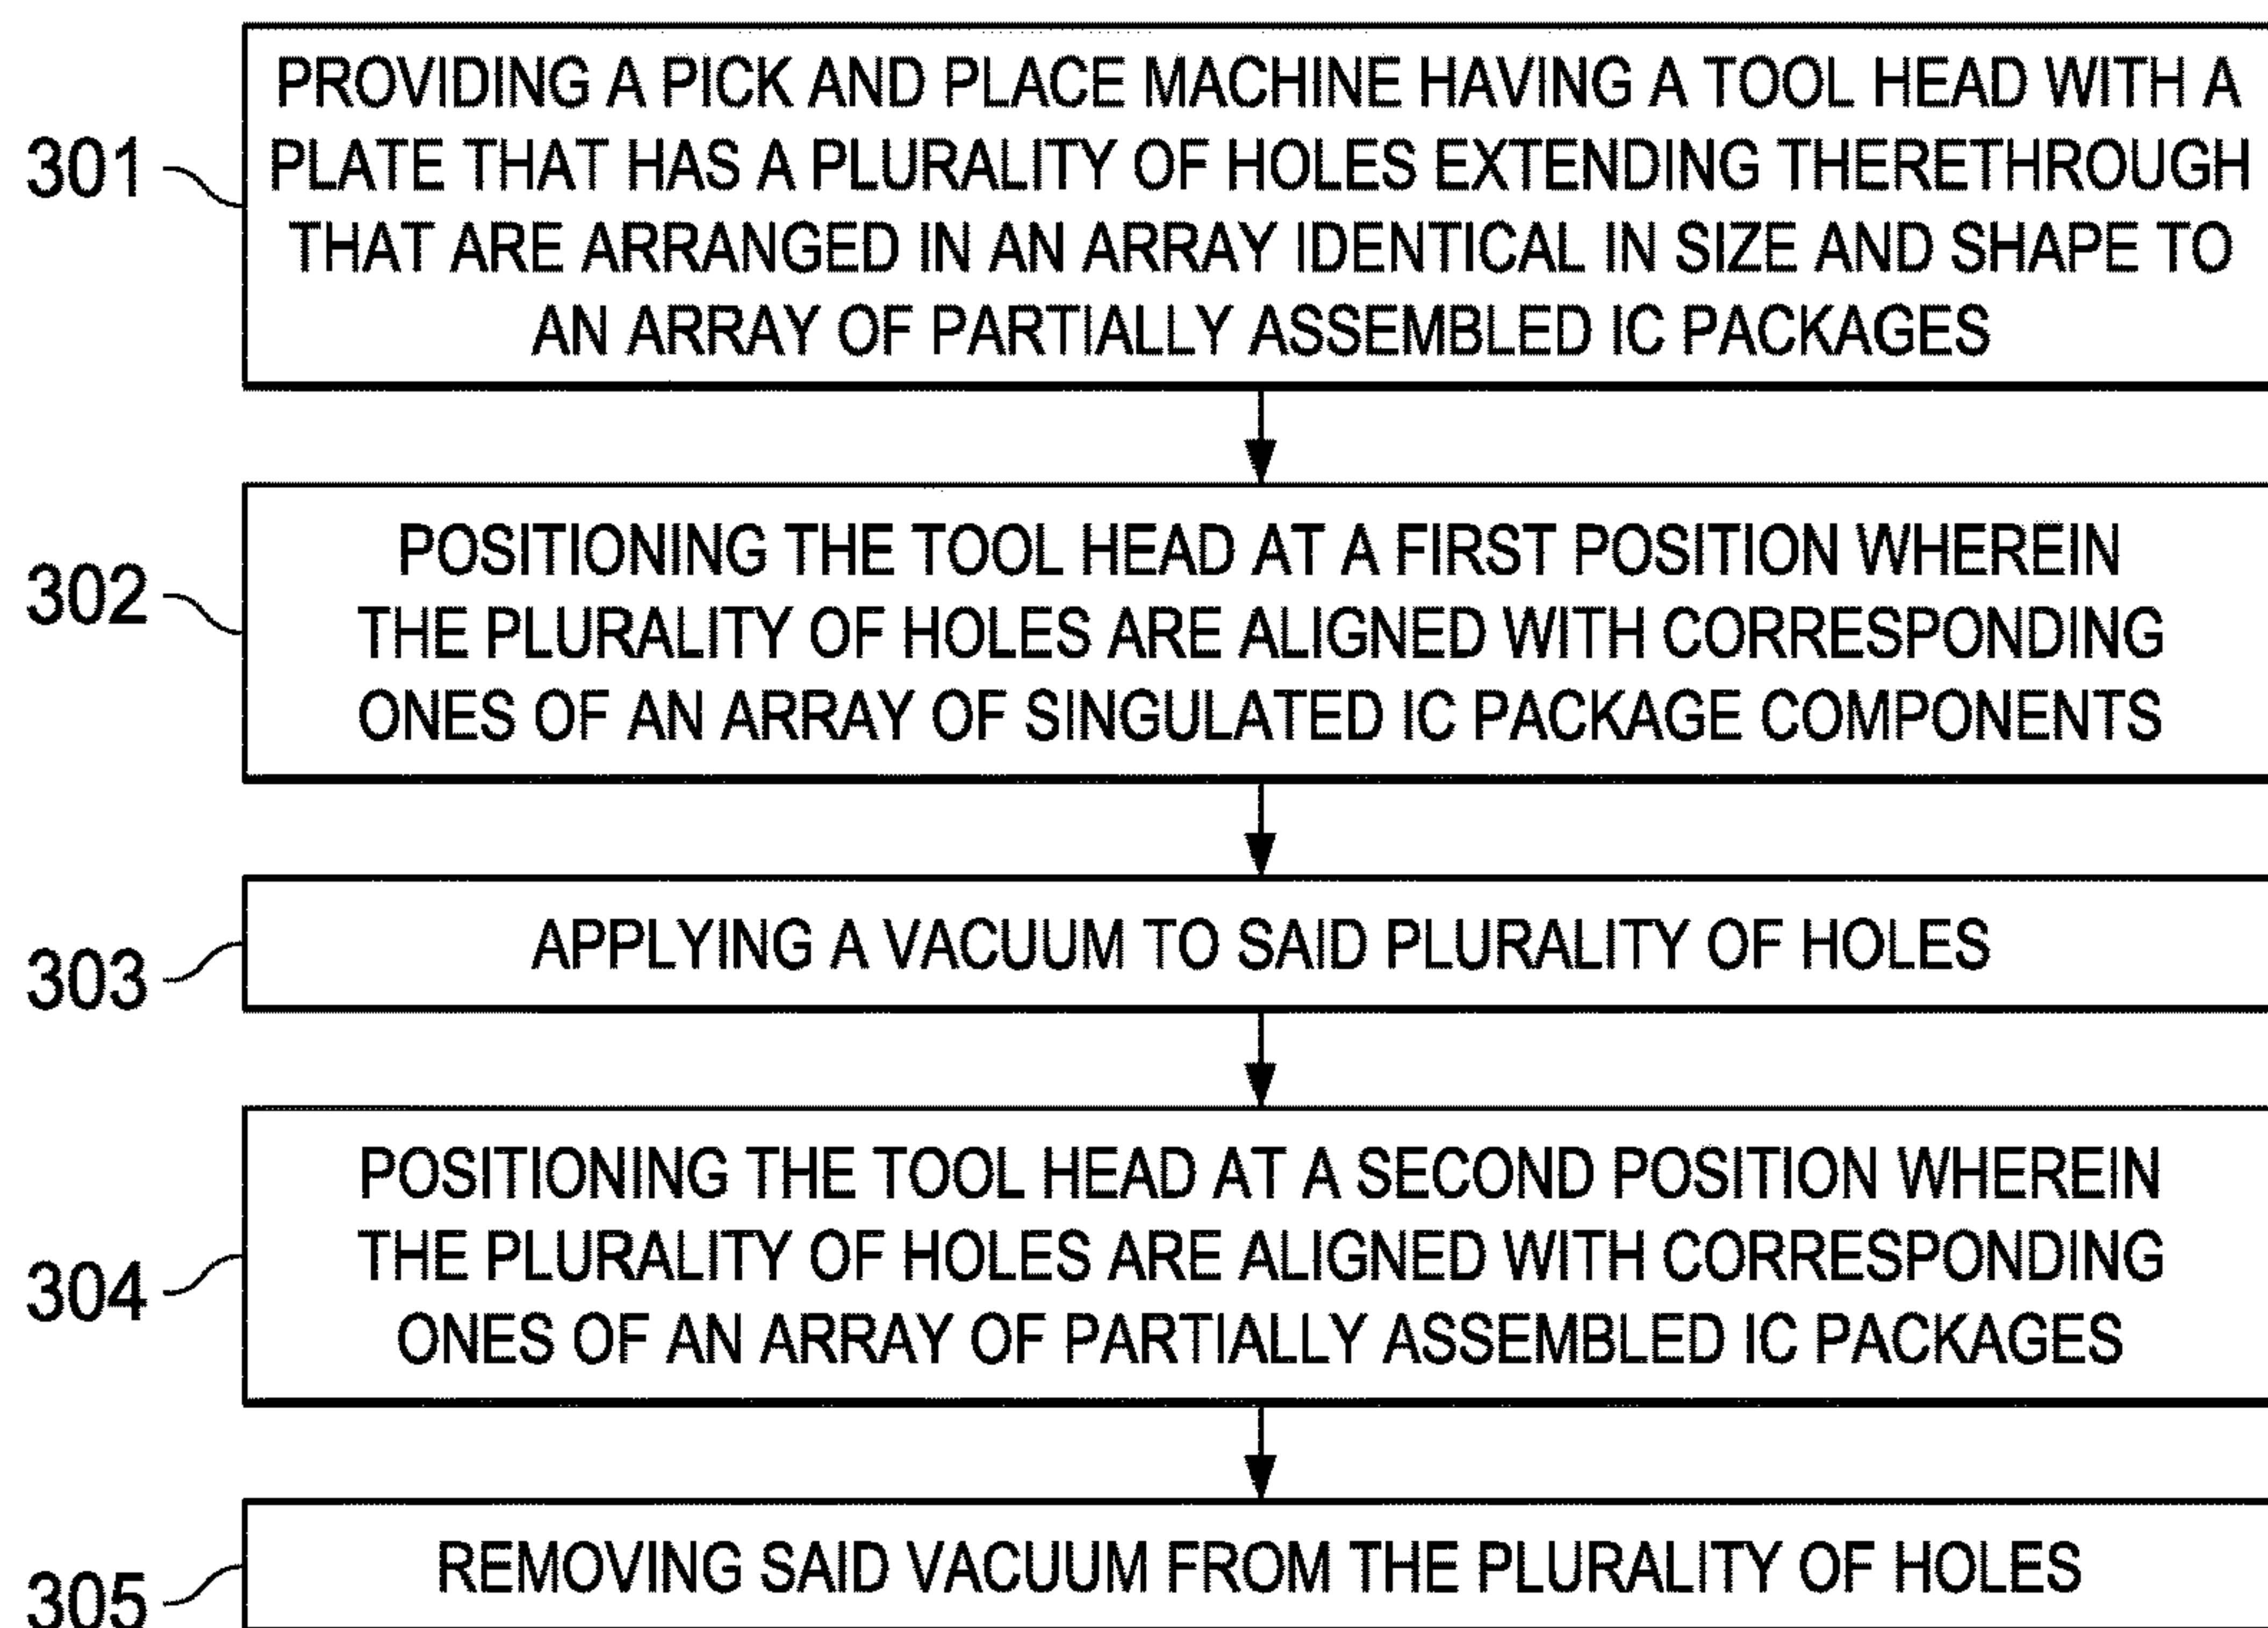 301
PROVIDING A PICK AND PLACE MACHINE HAVING A TOOL HEAD WITH A
PLATE THAT HAS A PLURALITY OF HOLES EXTENDING THERETHROUGH
THAT ARE ARRANGED IN AN ARRAY IDENTICAL IN SIZE AND SHAPE TO
AN ARRAY OF PARTIALLY ASSEMBLED IC PACKAGES
302
POSITIONING THE TOOL HEAD AT A FIRST POSITION WHEREIN
THE PLURALITY OF HOLES ARE ALIGNED WITH CORRESPONDING
ONES OF AN ARRAY OF SINGULATED IC PACKAGE COMPONENTS
303
APPLYING A VACUUM TO SAID PLURALITY OF HOLES
304
POSITIONING THE TOOL HEAD AT A SECOND POSITION WHEREIN
THE PLURALITY OF HOLES ARE ALIGNED WITH CORRESPONDING
ONES OF AN ARRAY OF PARTIALLY ASSEMBLED IC PACKAGES
305
REMOVING SAID VACUUM FROM THE PLURALITY OF HOLES